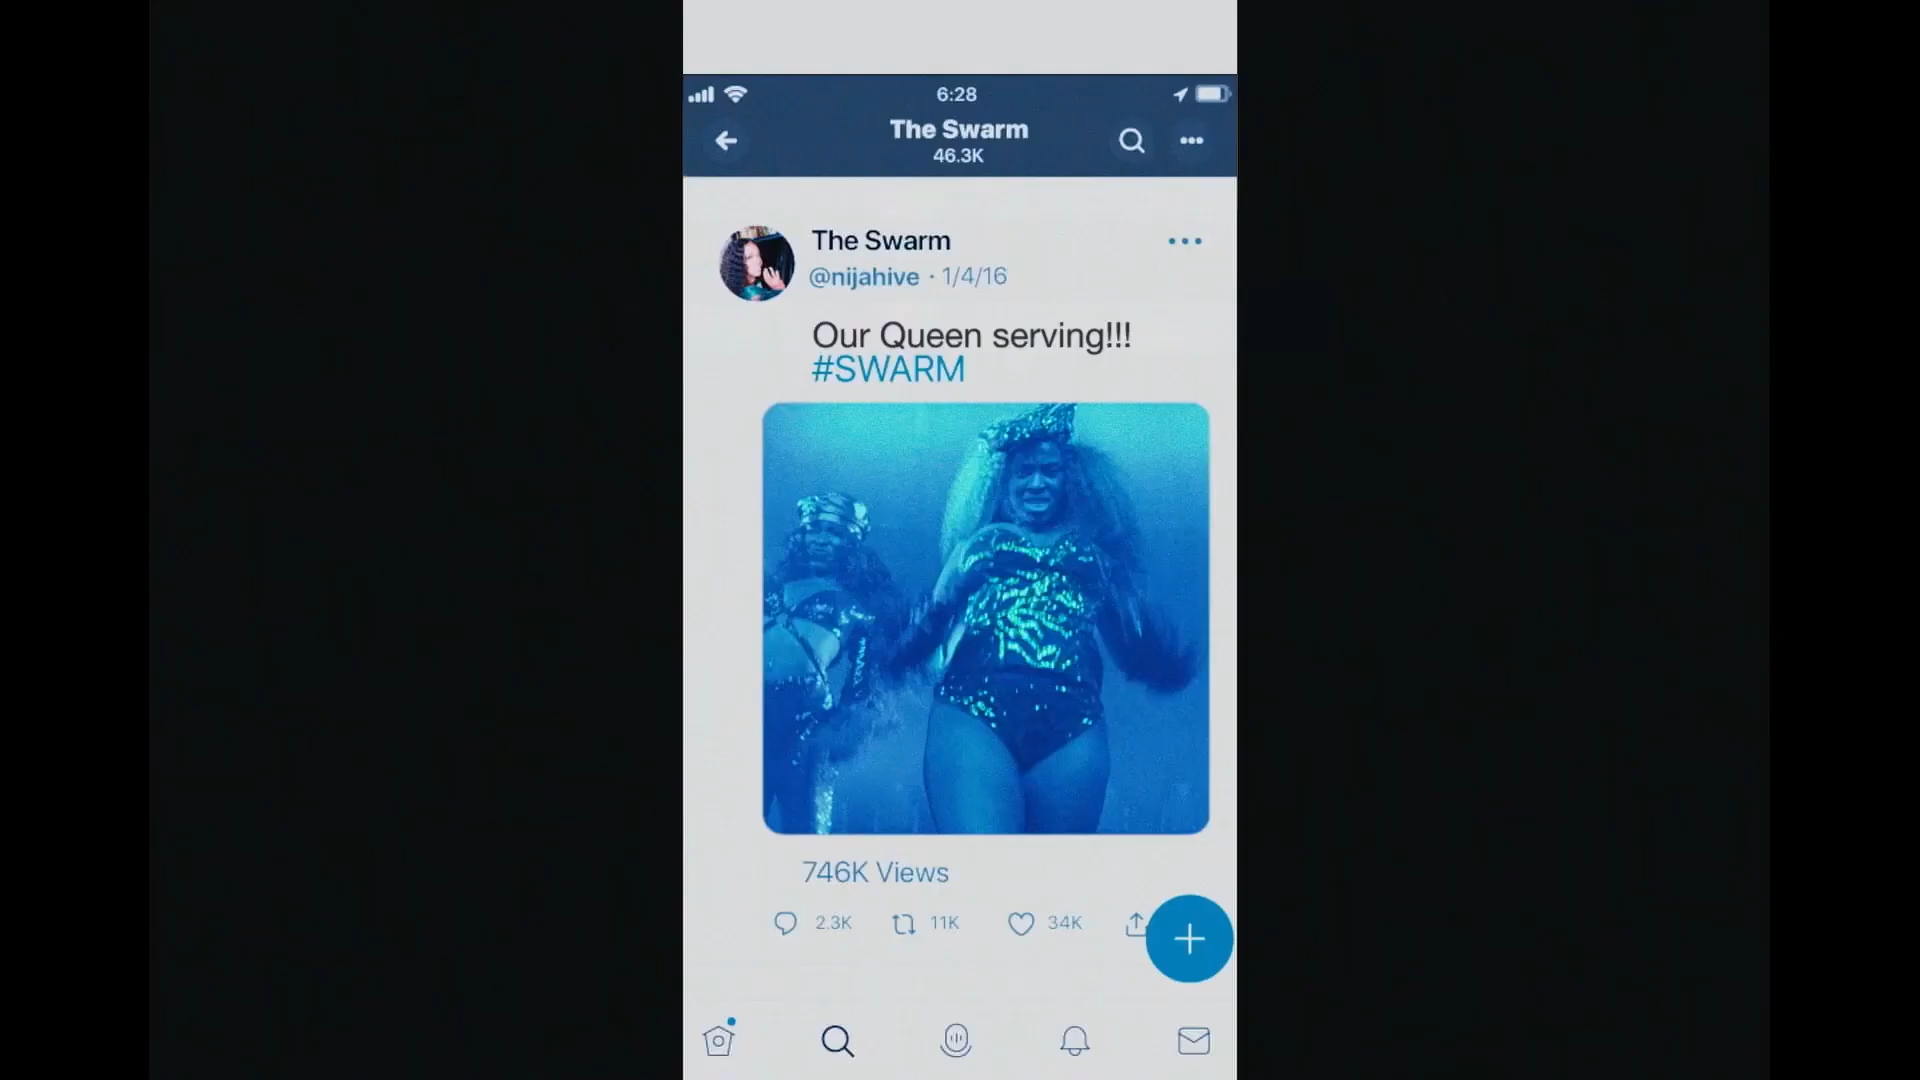 6:28
The Swarm
46.3K
The Swarm
@nijahive · 1/4/16
Our Queen serving!!!
#SWARM
746K Views
2.3K 11K 34K